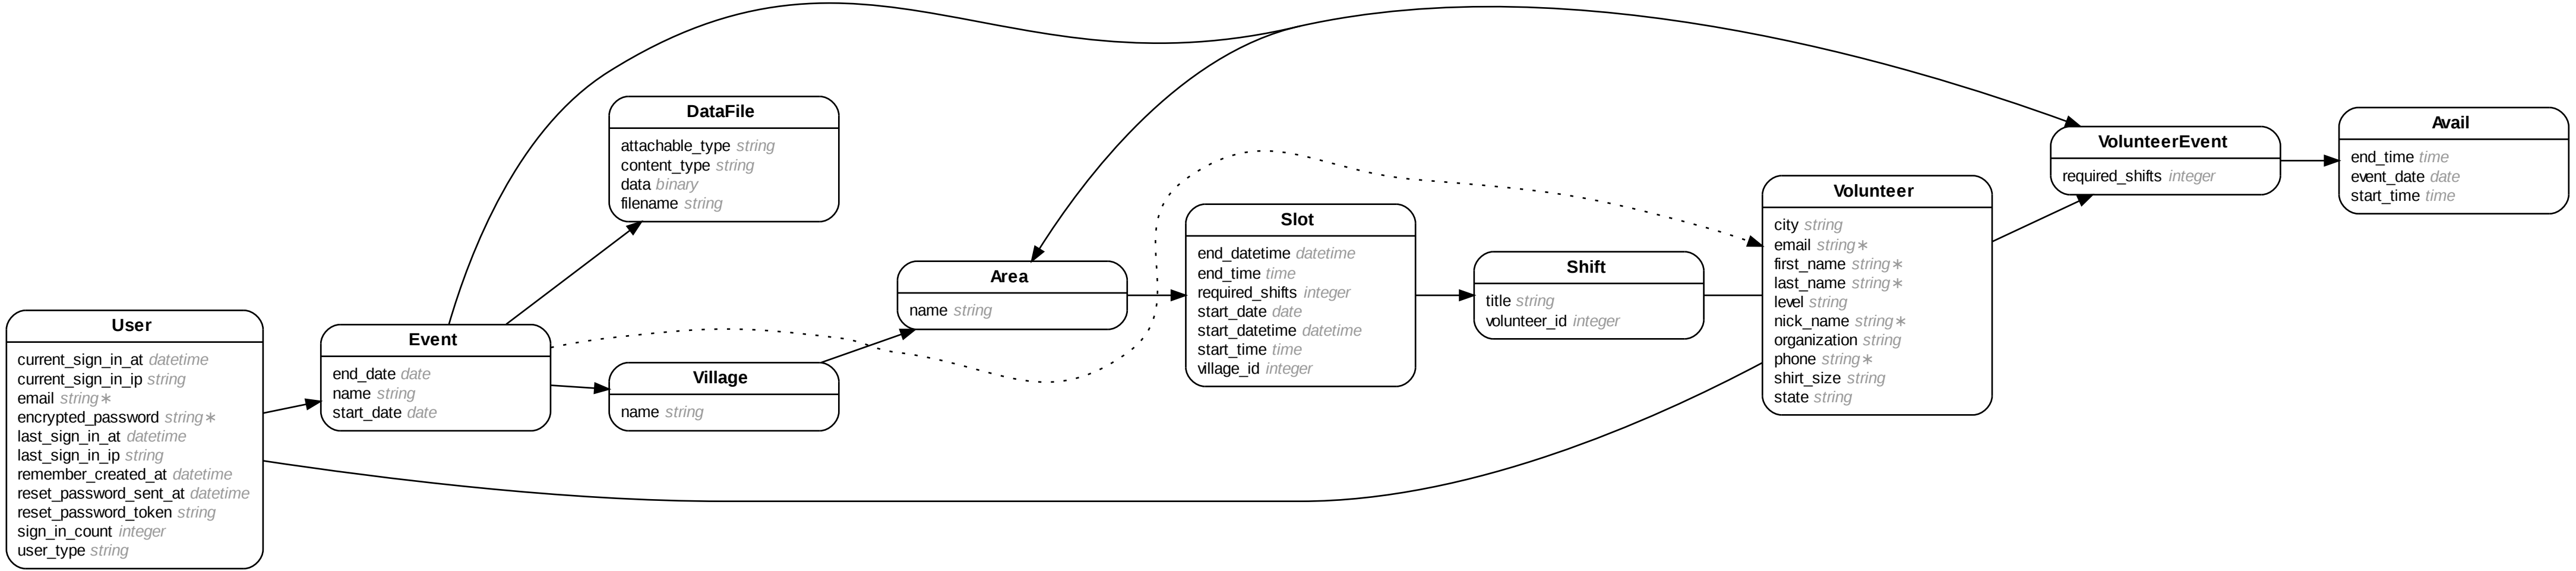 User
current_sign_in_at datetime
current_sign_in_ip string
email string∗
encrypted_password string∗
last_sign_in_at datetime
last_sign_in_ip string
remember_created_at datetime
reset_password_sent_at datetime
reset_password_token string
sign_in_count integer
user_type string
Event
end_date date
name string
start_date date
DataFile
attachable_type string
content_type string
data binary
filename string
Village
name string
Area
name string
Slot
end_datetime datetime
end_time time
required_shifts integer
start_date date
start_datetime datetime
start_time time
village_id integer
Shift
title string
volunteer_id integer
Volunteer
city string
email string∗
first_name string∗
last_name string∗
level string
nick_name string∗
organization string
phone string∗
shirt_size string
state string
VolunteerEvent
required_shifts integer
Avail
end_time time
event_date date
start_time time